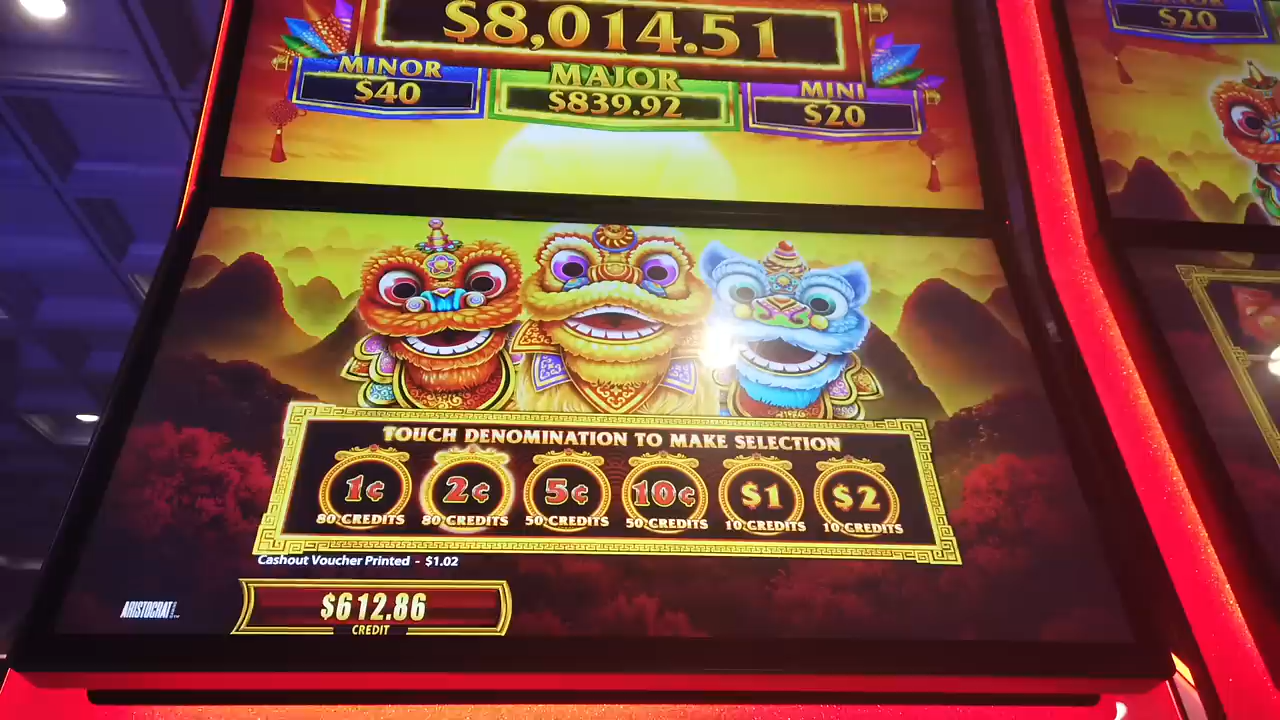 $8,014.51
MINOR
$40
MAJOR
$839.92
MINI
$20
$20
TOUCH DENOMINATION TO MAKE SELECTION
1¢ 2¢ 5¢ 10¢ $1 $2
80 CREDITS 80 CREDITS 50 CREDITS 50 CREDITS 10 CREDITS 10 CREDITS
Cashout Voucher Printed - $1.02
$612.86
CREDIT
ARISTOCRAT